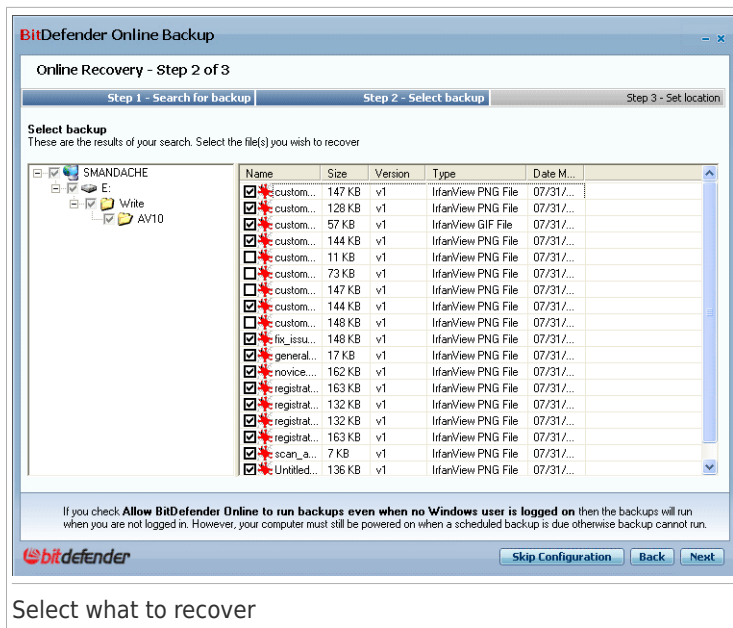 BitDefender Online Backup
Online Recovery - Step 2 of 3
Step 1 - Search for backup Step 2 - Select backup Step 3 - Set location
Select backup
These are the results of your search. Select the file(s) you wish to recover
SMANDACHE
E:
Write
AV10
Name Size Version Type Date M...
custom... 147 KB v1 IrfanView PNG File 07/31/...
custom... 128 KB v1 IrfanView PNG File 07/31/...
custom... 57 KB v1 IrfanView GIF File 07/31/...
custom... 144 KB v1 IrfanView PNG File 07/31/...
custom... 11 KB v1 IrfanView PNG File 07/31/...
custom... 73 KB v1 IrfanView PNG File 07/31/...
custom... 147 KB v1 IrfanView PNG File 07/31/...
custom... 144 KB v1 IrfanView PNG File 07/31/...
custom... 148 KB v1 IrfanView PNG File 07/31/...
fix_issu... 148 KB v1 IrfanView PNG File 07/31/...
general... 17 KB v1 IrfanView PNG File 07/31/...
novice.... 162 KB v1 IrfanView PNG File 07/31/...
registrat... 163 KB v1 IrfanView PNG File 07/31/...
registrat... 132 KB v1 IrfanView PNG File 07/31/...
registrat... 132 KB v1 IrfanView PNG File 07/31/...
registrat... 163 KB v1 IrfanView PNG File 07/31/...
scan_a... 7 KB v1 IrfanView PNG File 07/31/...
Untitled... 136 KB v1 IrfanView PNG File 07/31/...
If you check Allow BitDefender Online to run backups even when no Windows user is logged on then the backups will run
when you are not logged in. However, your computer must still be powered on when a scheduled backup is due otherwise backup cannot run.
bitdefender Skip Configuration Back Next
Select what to recover